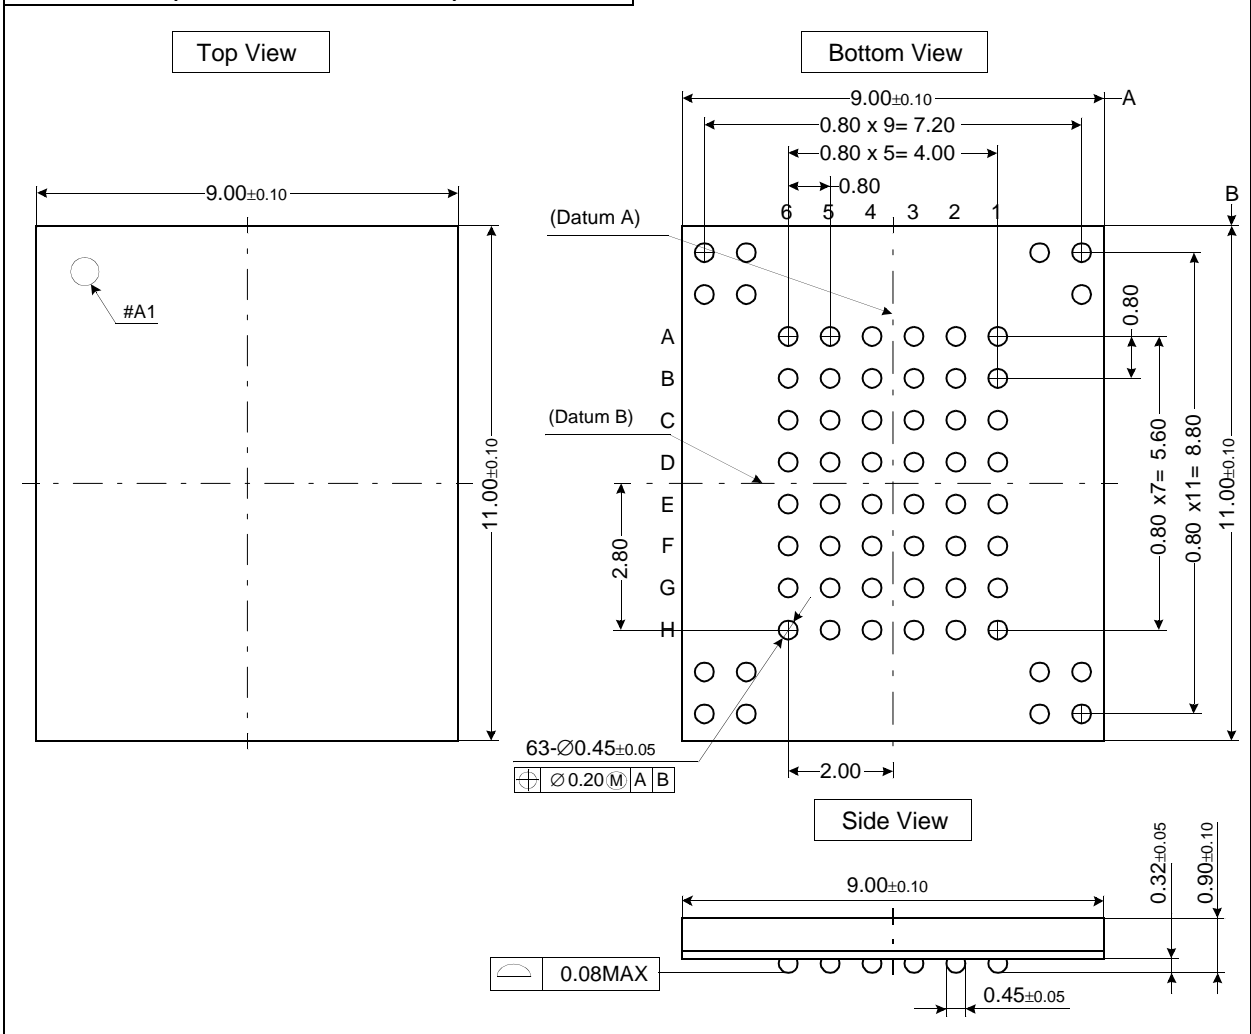 Top View
Bottom View
9.00±0.10
A
0.80 x 9= 7.20
0.80 x 5= 4.00
0.80
9.00±0.10
B
(Datum A)
6 5 4 3 2 1
#A1
0.80
A
B
(Datum B)
C
D
E
F
G
H
11.00±0.10
2.80
0.80 x7= 5.60
0.80 x11= 8.80
11.00±0.10
63-∅0.45±0.05
∅ 0.20 Ⓜ A B
2.00
Side View
9.00±0.10
0.32±0.05
0.90±0.10
0.08MAX
0.45±0.05